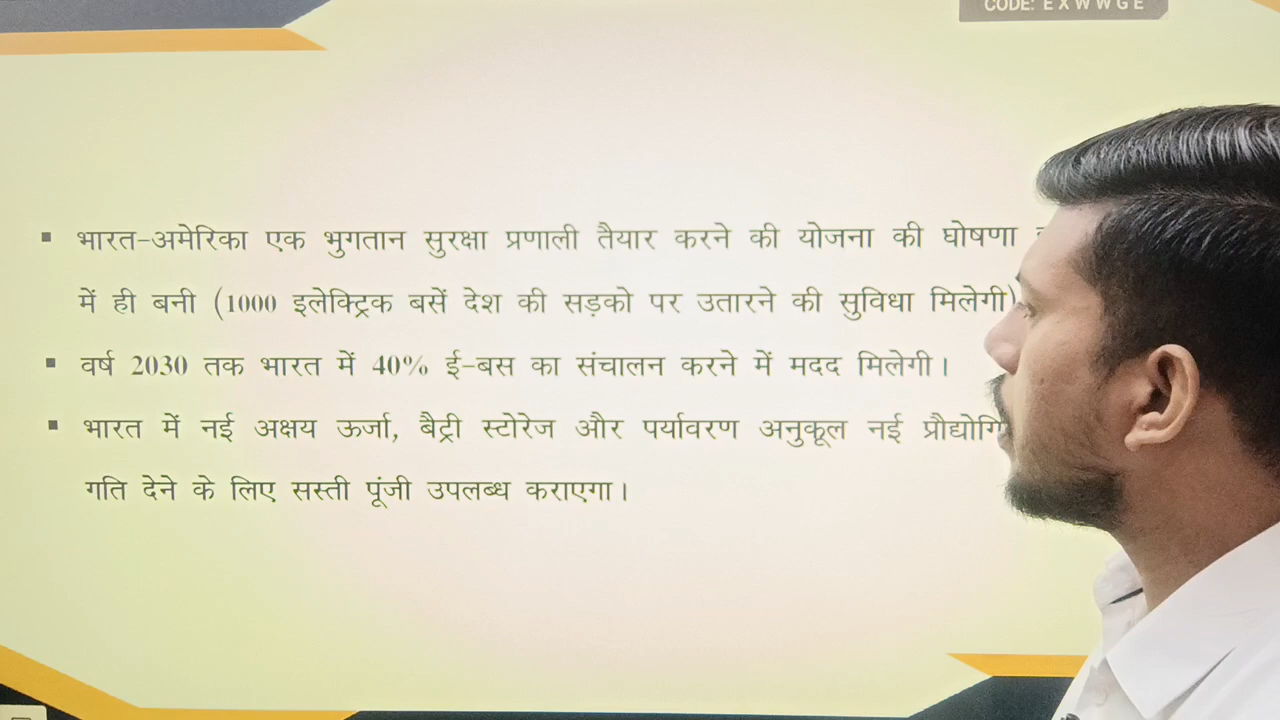 CODE: E X W W G E
▪ भारत-अमेरिका एक भुगतान सुरक्षा प्रणाली तैयार करने की योजना की घोषणा
में ही बनी (1000 इलेक्ट्रिक बसें देश की सड़को पर उतारने की सुविधा मिलेगी)
▪ वर्ष 2030 तक भारत में 40% ई-बस का संचालन करने में मदद मिलेगी।
▪ भारत में नई अक्षय ऊर्जा, बैट्री स्टोरेज और पर्यावरण अनुकूल नई
गति देने के लिए सस्ती पूंजी उपलब्ध कराएगा।